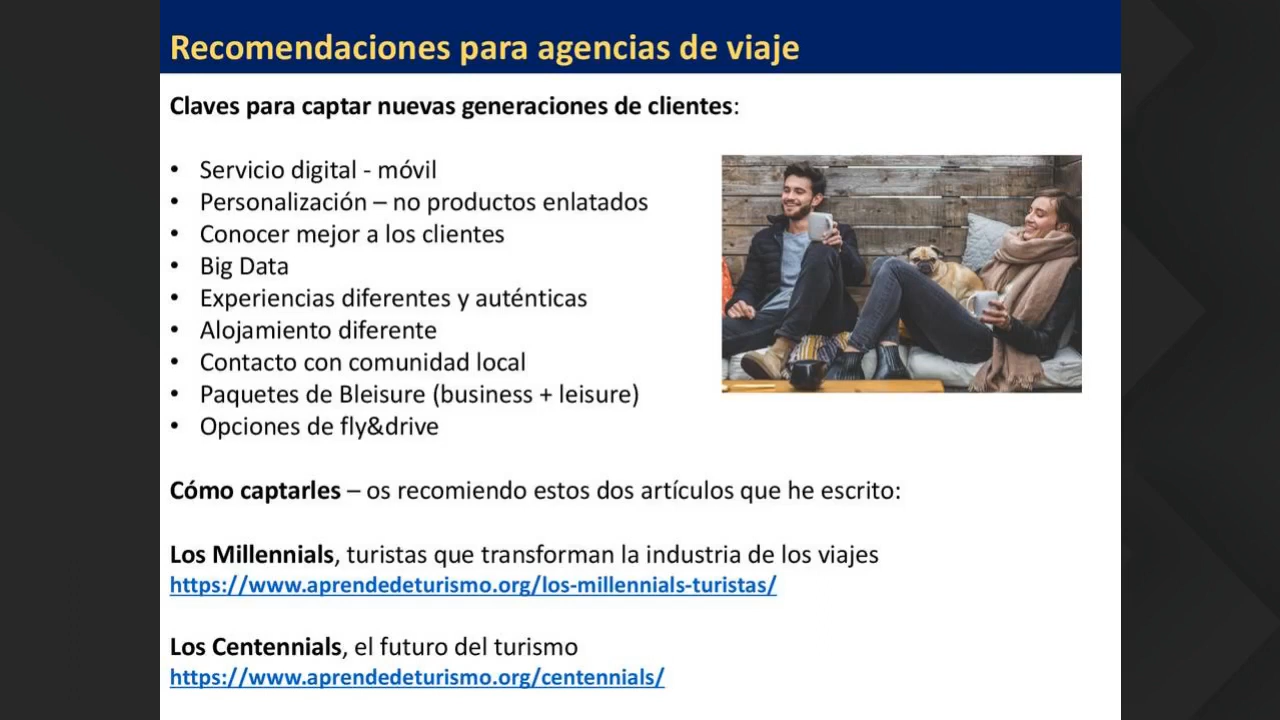 Recomendaciones para agencias de viaje
Claves para captar nuevas generaciones de clientes:
• Servicio digital - móvil
• Personalización – no productos enlatados
• Conocer mejor a los clientes
• Big Data
• Experiencias diferentes y auténticas
• Alojamiento diferente
• Contacto con comunidad local
• Paquetes de Bleisure (business + leisure)
• Opciones de fly&drive
Cómo captarles – os recomiendo estos dos artículos que he escrito:
Los Millennials, turistas que transforman la industria de los viajes
https://www.aprendedeturismo.org/los-millennials-turistas/
Los Centennials, el futuro del turismo
https://www.aprendedeturismo.org/centennials/